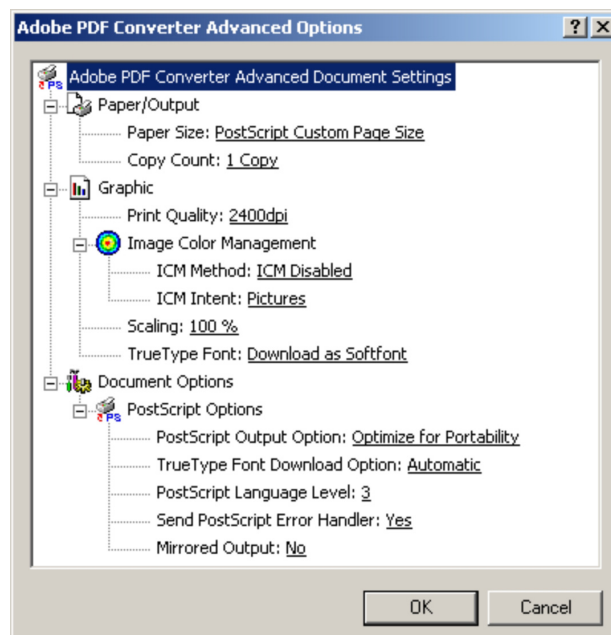 Adobe PDF Converter Advanced Options
Adobe PDF Converter Advanced Document Settings
Paper/Output
Paper Size: PostScript Custom Page Size
Copy Count: 1 Copy
Graphic
Print Quality: 2400dpi
Image Color Management
ICM Method: ICM Disabled
ICM Intent: Pictures
Scaling: 100 %
TrueType Font: Download as Softfont
Document Options
PostScript Options
PostScript Output Option: Optimize for Portability
TrueType Font Download Option: Automatic
PostScript Language Level: 3
Send PostScript Error Handler: Yes
Mirrored Output: No
OK Cancel